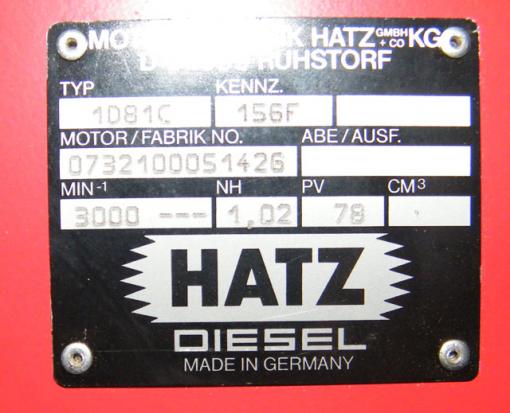 HATZ GMBH + CO KG
RUHSTORF
TYP KENNZ.
1D81C 156F
MOTOR/FABRIK NO. ABE/AUSF.
0732100051426
MIN-1 NH PV CM3
3000 --- 1,02 78
HATZ
DIESEL
MADE IN GERMANY